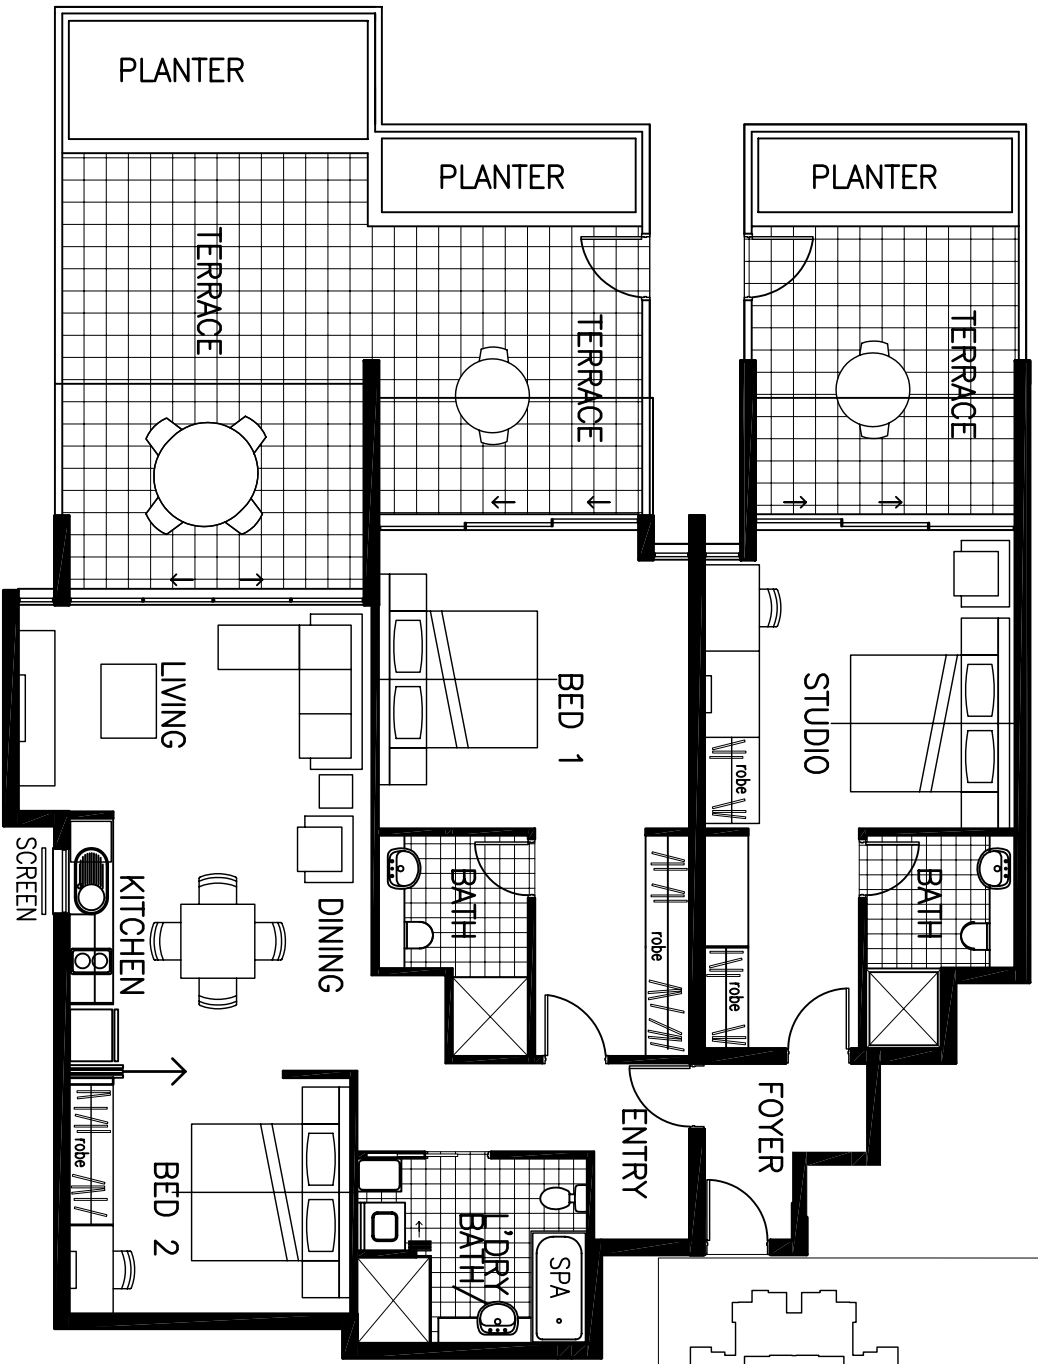 PLANTER
PLANTER
PLANTER
TERRACE
TERRACE
TERRACE
LIVING
BED 1
STUDIO
robe
SCREEN
KITCHEN
DINING
BATH
robe
BATH
robe
ENTRY
FOYER
robe
BED 2
L'DRY
BATH/
SPA